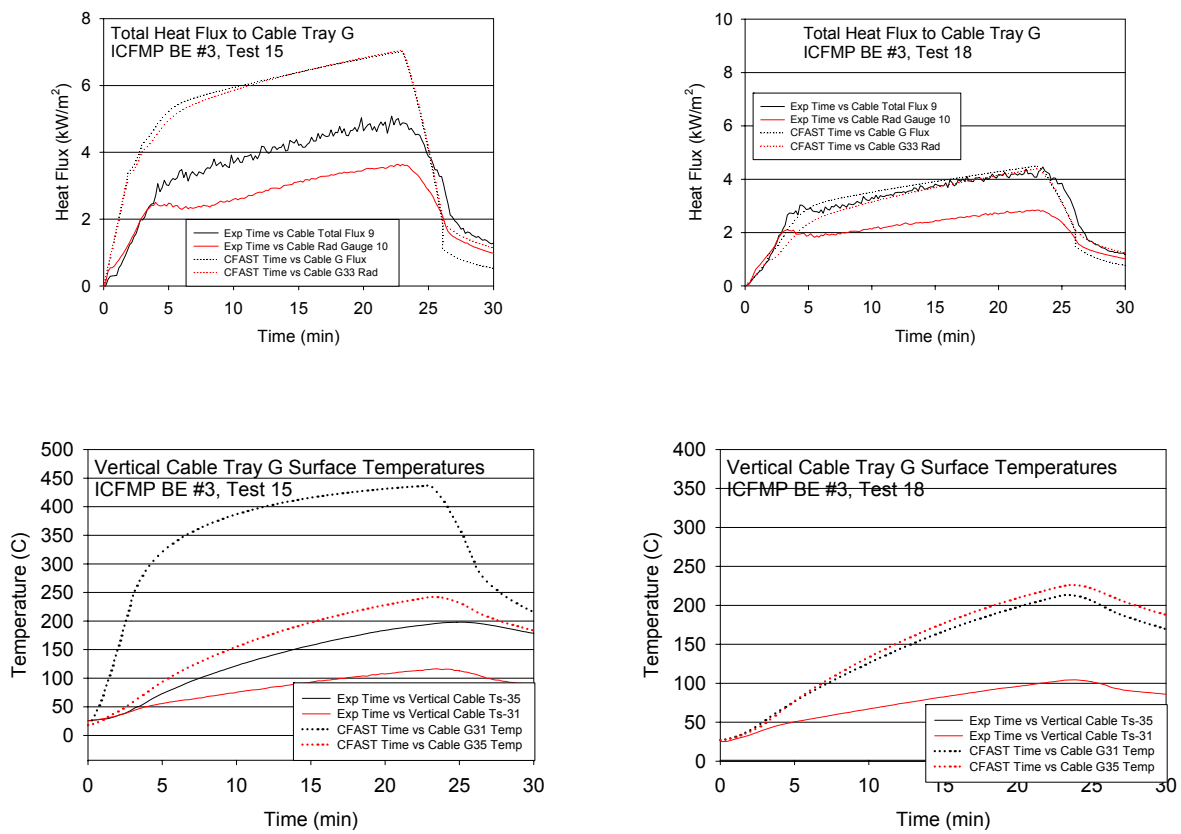 Total Heat Flux to Cable Tray G
ICFMP BE #3, Test 15
Heat Flux (kW/m²)
8
6
4
2
0
Exp Time vs Cable Total Flux 9
Exp Time vs Cable Rad Gauge 10
CFAST Time vs Cable G Flux
CFAST Time vs Cable G33 Rad
0 5 10 15 20 25 30
Time (min)
Total Heat Flux to Cable Tray G
ICFMP BE #3, Test 18
Heat Flux (kW/m²)
10
8
6
4
2
0
Exp Time vs Cable Total Flux 9
Exp Time vs Cable Rad Gauge 10
CFAST Time vs Cable G Flux
CFAST Time vs Cable G33 Rad
0 5 10 15 20 25 30
Time (min)
Vertical Cable Tray G Surface Temperatures
ICFMP BE #3, Test 15
Temperature (C)
500
450
400
350
300
250
200
150
100
50
0
Exp Time vs Vertical Cable Ts-35
Exp Time vs Vertical Cable Ts-31
CFAST Time vs Cable G31 Temp
CFAST Time vs Cable G35 Temp
0 5 10 15 20 25 30
Time (min)
Vertical Cable Tray G Surface Temperatures
ICFMP BE #3, Test 18
Temperature (C)
400
350
300
250
200
150
100
50
0
Exp Time vs Vertical Cable Ts-35
Exp Time vs Vertical Cable Ts-31
CFAST Time vs Cable G31 Temp
CFAST Time vs Cable G35 Temp
0 5 10 15 20 25 30
Time (min)